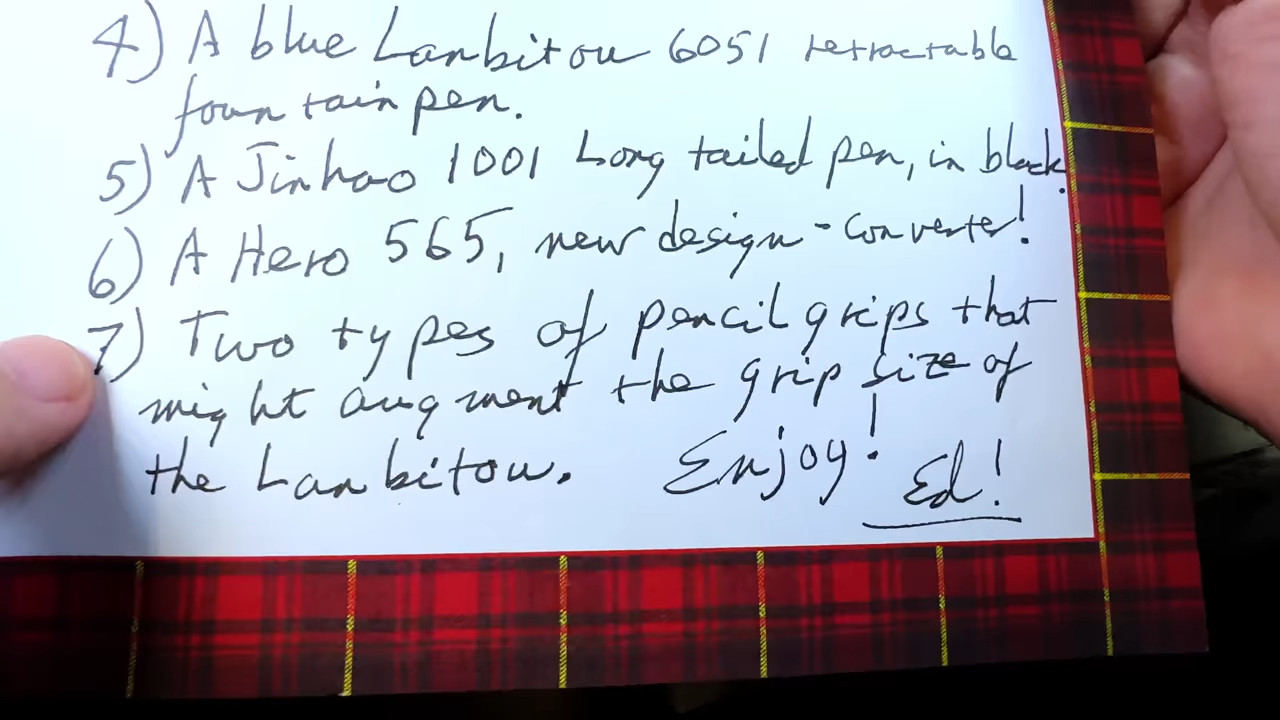 4) A blue Lanbitou 6051 retractable
fountain pen.
5) A Jinhao 1001 Long tailed pen, in black.
6) A Hero 565, new design - converter!
7) Two types of pencil grips that
might augment the grip size of
the Lanbitou. Enjoy! Ed!